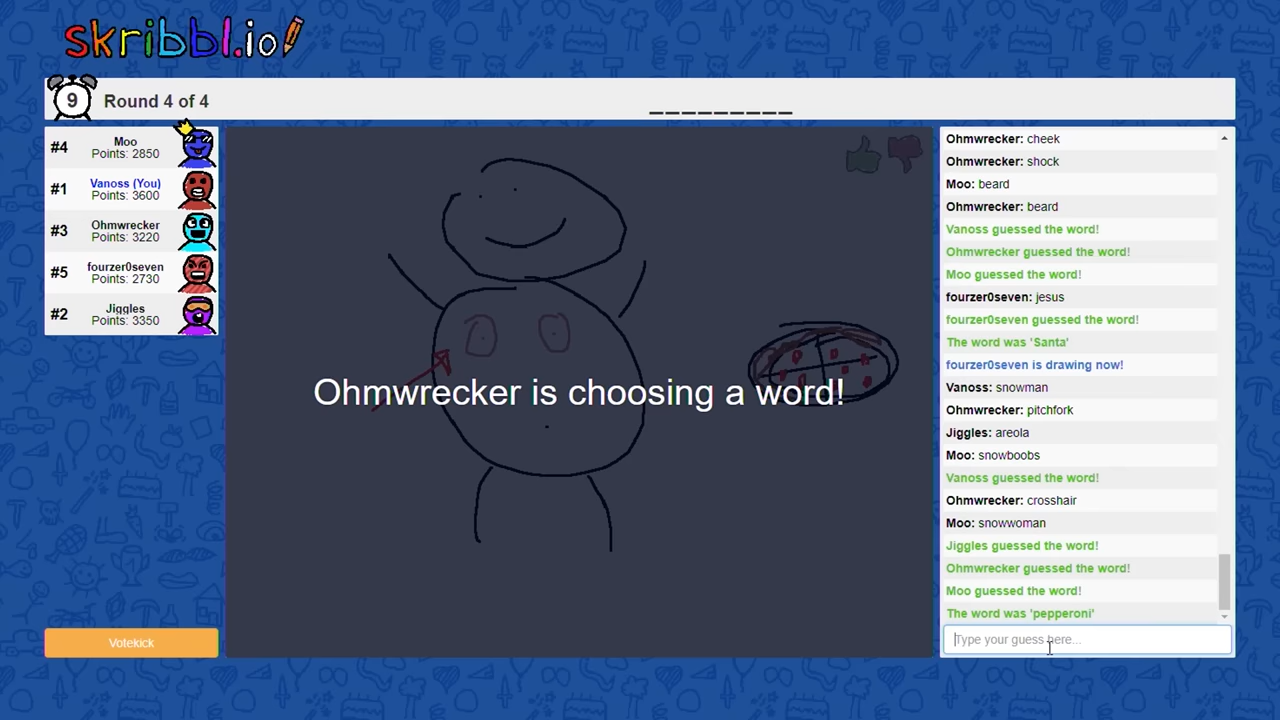 skribbl.io
9
Round 4 of 4
_________
#4
Moo
Points: 2850
#1
Vanoss (You)
Points: 3600
#3
Ohmwrecker
Points: 3220
#5
fourzer0seven
Points: 2730
#2
Jiggles
Points: 3350
Votekick
Ohmwrecker is choosing a word!
Ohmwrecker: cheek
Ohmwrecker: shock
Moo: beard
Ohmwrecker: beard
Vanoss guessed the word!
Ohmwrecker guessed the word!
Moo guessed the word!
fourzer0seven: jesus
fourzer0seven guessed the word!
The word was 'Santa'
fourzer0seven is drawing now!
Vanoss: snowman
Ohmwrecker: pitchfork
Jiggles: areola
Moo: snowboobs
Vanoss guessed the word!
Ohmwrecker: crosshair
Moo: snowwoman
Jiggles guessed the word!
Ohmwrecker guessed the word!
Moo guessed the word!
The word was 'pepperoni'
Type your guess here...